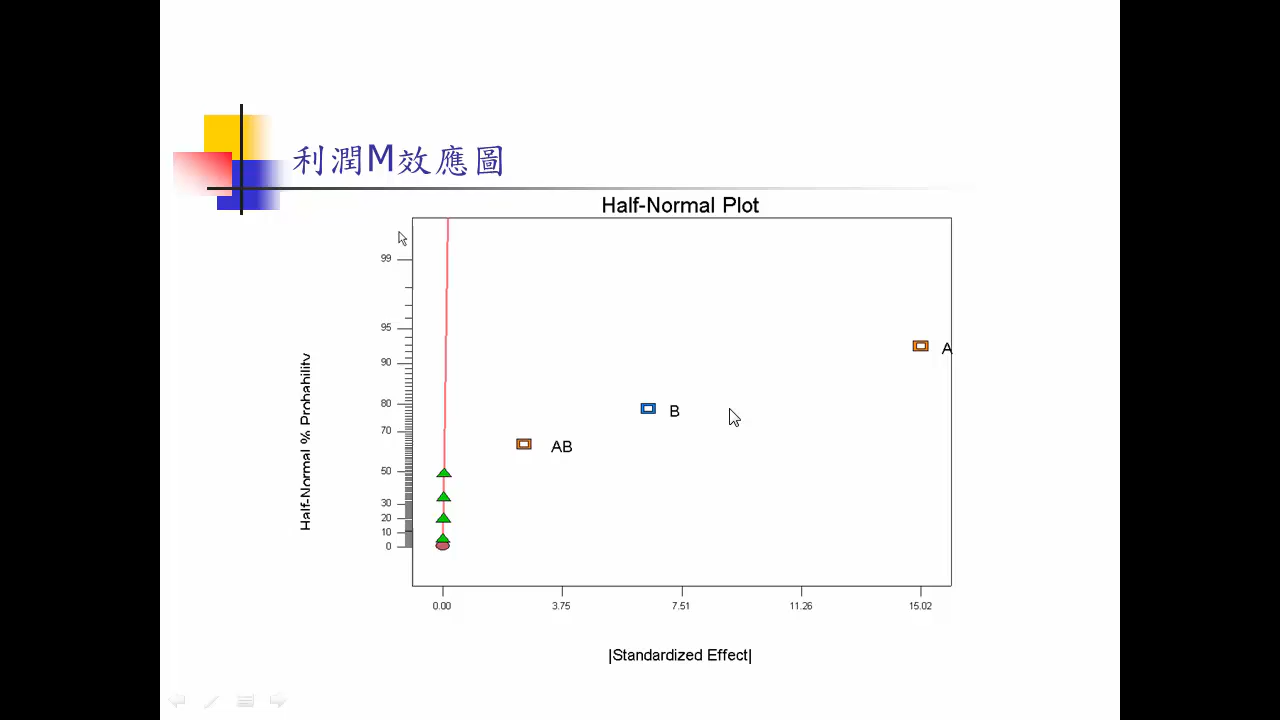 利潤M效應圖
Half-Normal Plot
Half-Normal % Probability
99
95
90
80
70
50
30
20
10
0
A
B
AB
0.00
3.75
7.51
11.26
15.02
|Standardized Effect|